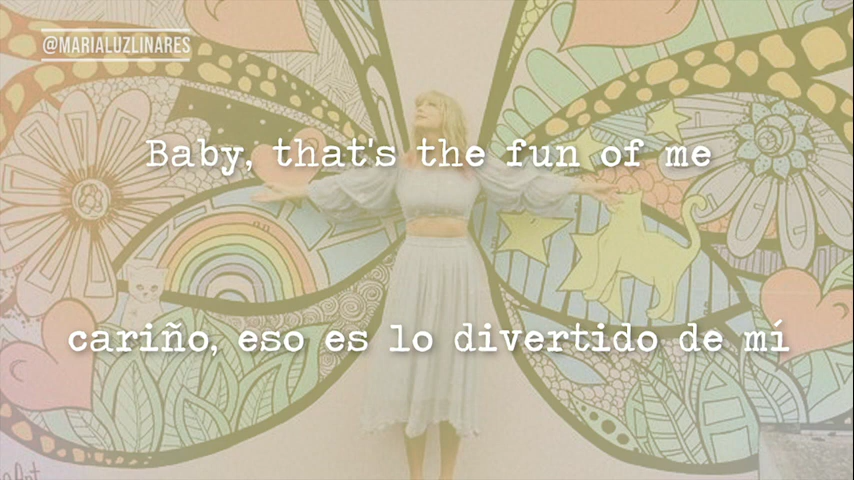 @MARIALUZLINARES
Baby, that's the fun of me
cariño, eso es lo divertido de mí